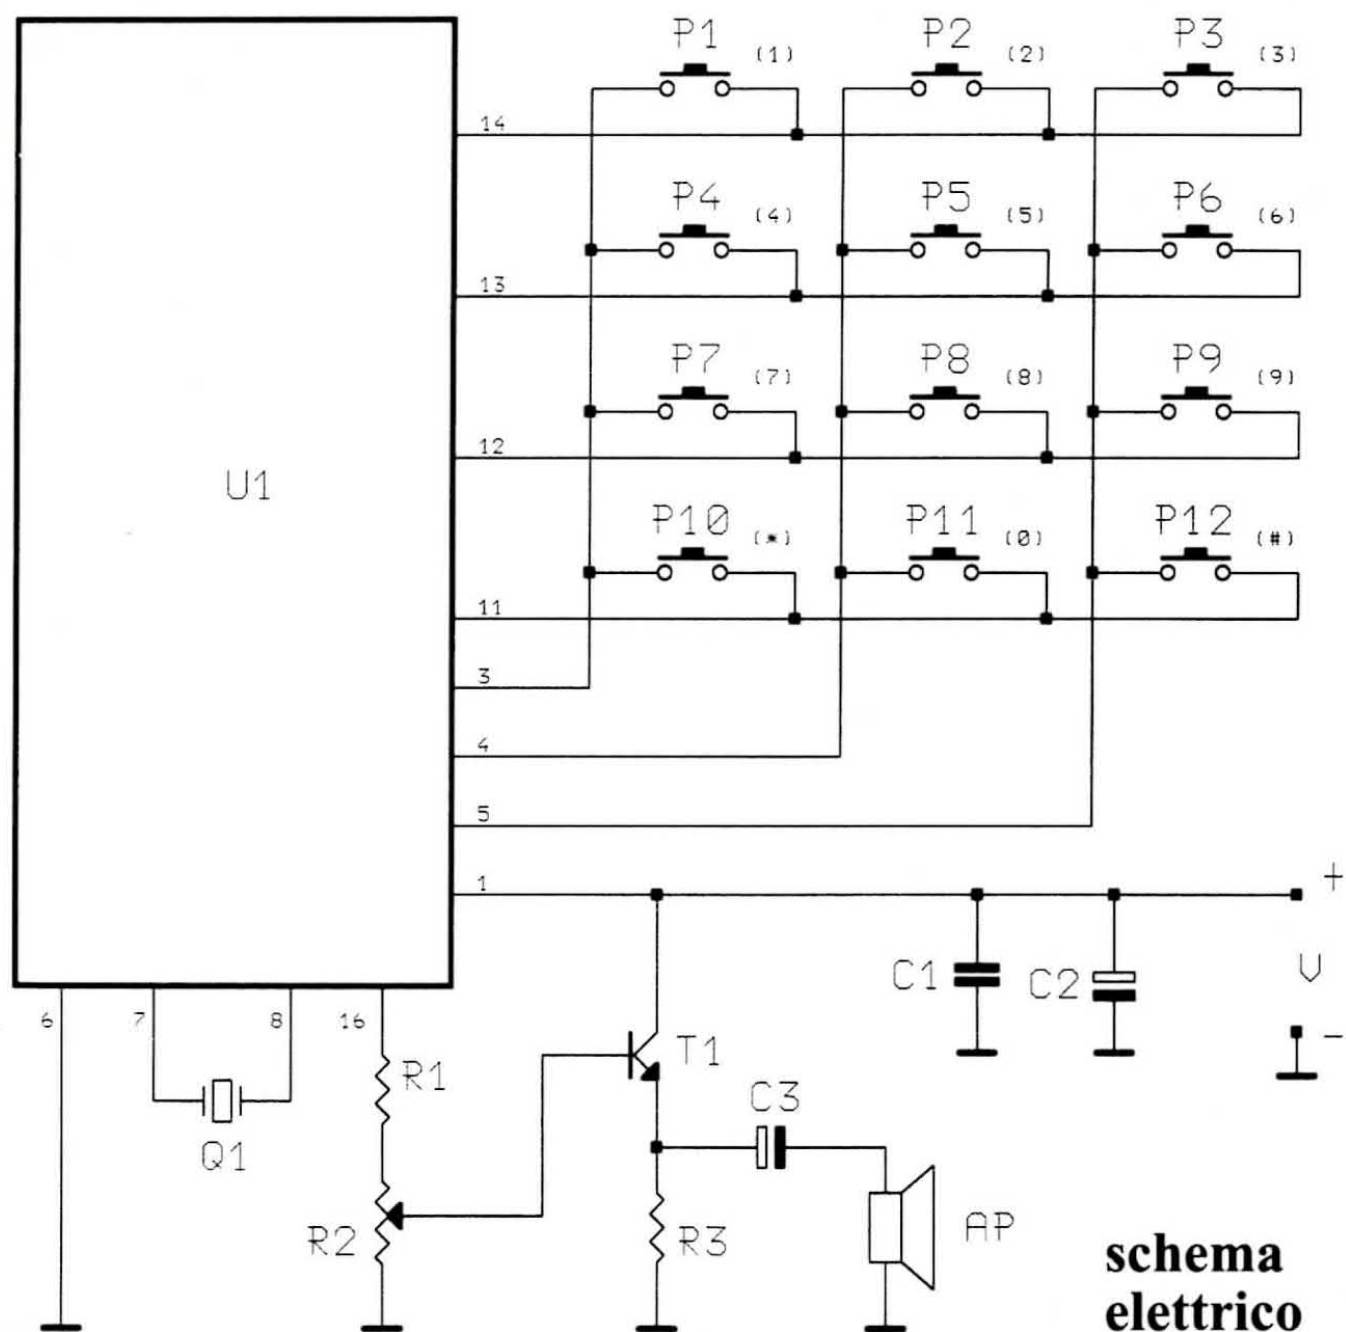 P1 (1) P2 (2) P3 (3)
14
P4 (4) P5 (5) P6 (6)
13
P7 (7) P8 (8) P9 (9)
12
U1
P10 (*) P11 (0) P12 (#)
11
3
4
5
1 +
C1 C2 V
6 7 8 16 -
R1 T1
C3
Q1
R2 R3 AP
schema
elettrico